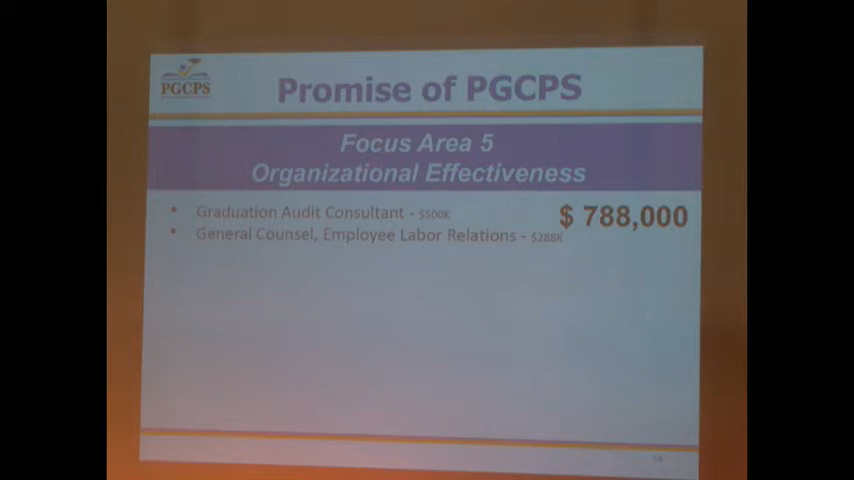 PGCPS
Promise of PGCPS
Focus Area 5
Organizational Effectiveness
• Graduation Audit Consultant - $500K
$ 788,000
• General Counsel, Employee Labor Relations - $288K